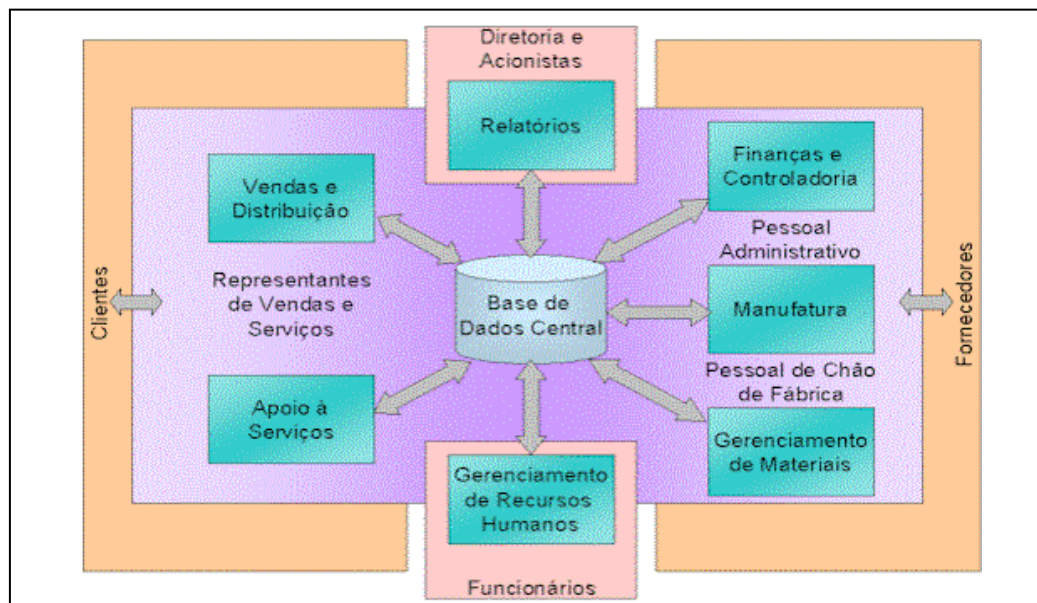 Diretoria e
Acionistas
Relatórios
Vendas e
Distribuição
Finanças e
Controladoria
Pessoal
Administrativo
Clientes
Representantes
de Vendas e
Serviços
Base de
Dados Central
Manufatura
Fornecedores
Pessoal de Chão
de Fábrica
Apoio à
Serviços
Gerenciamento
de Materiais
Gerenciamento
de Recursos
Humanos
Funcionários